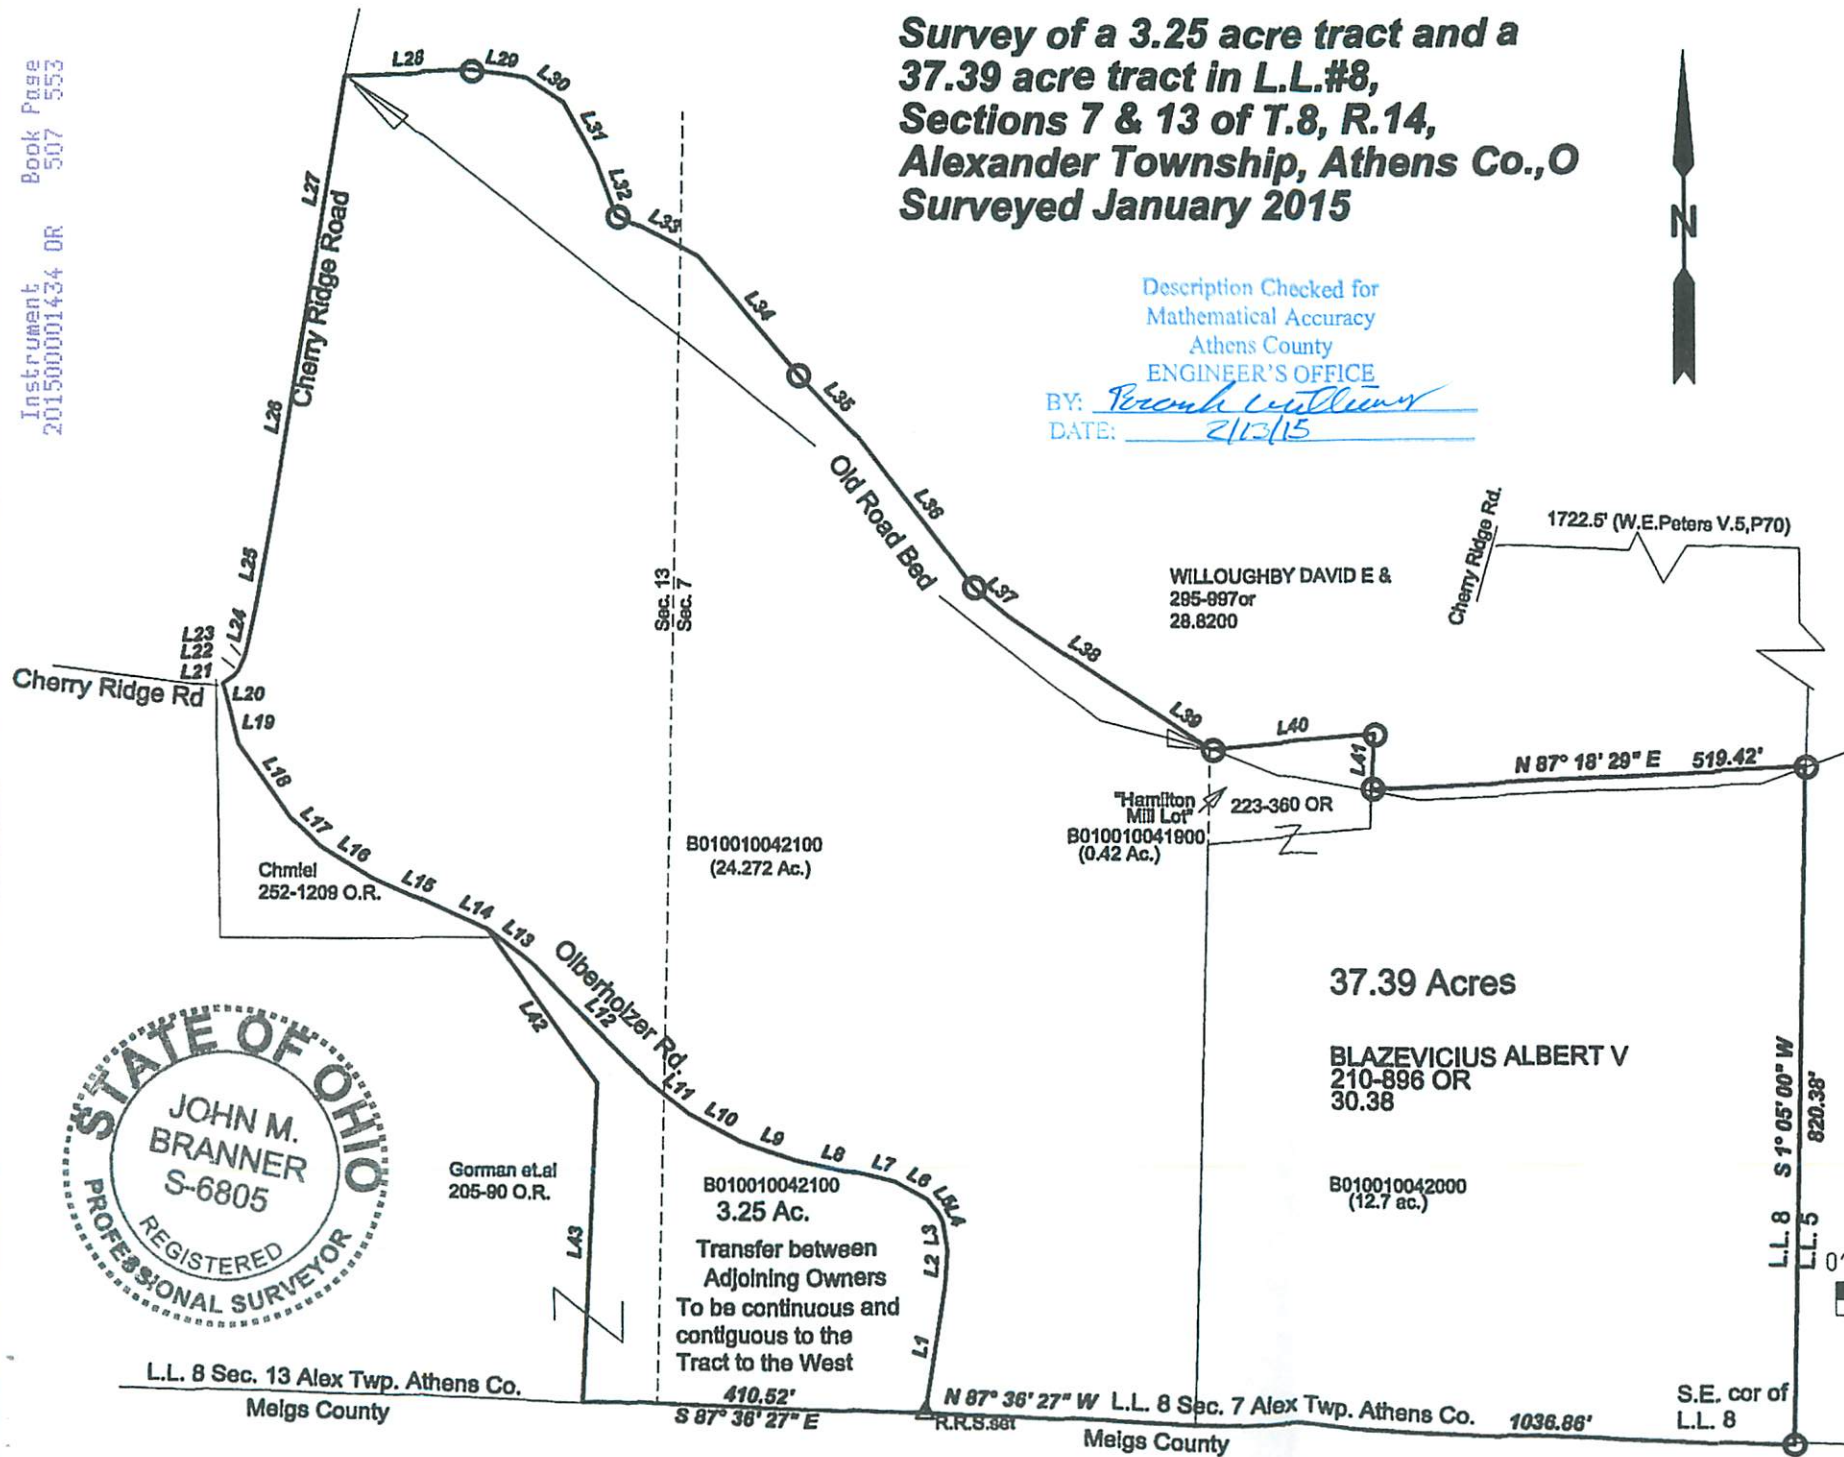 Survey of a 3.25 acre tract and a
37.39 acre tract in L.L.#8,
Sections 7 & 13 of T.8, R.14,
Alexander Township, Athens Co.,O
Surveyed January 2015
Instrument Book Page
201500001434 OR 507 553
N
Description Checked for
Mathematical Accuracy
Athens County
ENGINEER'S OFFICE
BY:
DATE: 2/13/15
L28
L29
L30
L31
L32
L33
L34
L35
L36
L37
L38
L39
L40
L41
L27
Cherry Ridge Road
L26
L25
L24
L23
L22
L21
Cherry Ridge Rd
L20
L19
L18
L17
L16
L15
L14
L13
L12
L11
L10
L9
L8
L7
L6
L5
L4
L3
L2
L1
L42
L43
Old Road Bed
Sec. 13
Sec. 7
Cherry Ridge Rd.
1722.5' (W.E.Peters V.5,P70)
WILLOUGHBY DAVID E &
295-997or
28.8200
N 87° 18' 29" E 519.42'
"Hamilton
Mill Lot"
223-360 OR
B010010041900
(0.42 Ac.)
B010010042100
(24.272 Ac.)
Chmiel
252-1209 O.R.
Olberholzer Rd.
37.39 Acres
BLAZEVICIUS ALBERT V
210-896 OR
30.38
B010010042000
(12.7 ac.)
S 1° 05' 00" W
820.38'
L.L. 8
L.L. 5
0'
STATE OF OHIO
JOHN M.
BRANNER
S-6805
REGISTERED
PROFESSIONAL SURVEYOR
Gorman et.al
205-90 O.R.
B010010042100
3.25 Ac.
Transfer between
Adjoining Owners
To be continuous and
contiguous to the
Tract to the West
L.L. 8 Sec. 13 Alex Twp. Athens Co.
Meigs County
410.52'
S 87° 36' 27" E
R.R.S.set
N 87° 36' 27" W L.L. 8 Sec. 7 Alex Twp. Athens Co. 1036.86'
Meigs County
S.E. cor of
L.L. 8